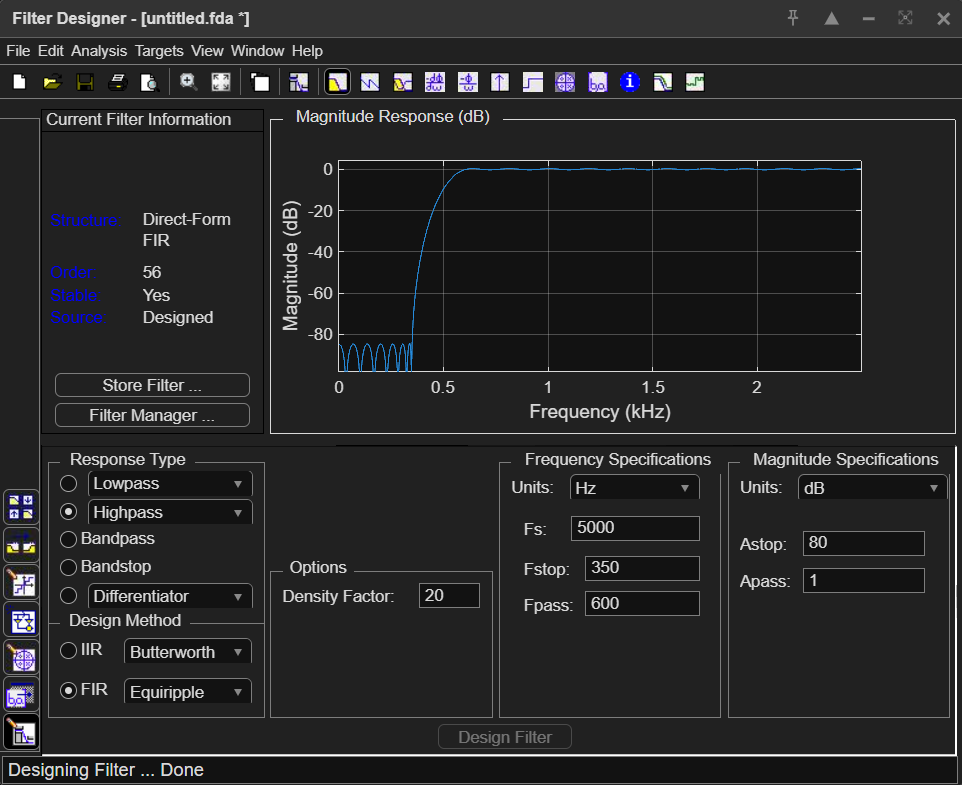 Filter Designer - [untitled.fda *]
File Edit Analysis Targets View Window Help
Current Filter Information
Structure: Direct-Form
FIR
Order: 56
Stable: Yes
Source: Designed
Store Filter ...
Filter Manager ...
Magnitude Response (dB)
Magnitude (dB)
0
-20
-40
-60
-80
0 0.5 1 1.5 2
Frequency (kHz)
Response Type
Lowpass
Highpass
Bandpass
Bandstop
Differentiator
Design Method
IIR Butterworth
FIR Equiripple
Options
Density Factor: 20
Frequency Specifications
Units: Hz
Fs: 5000
Fstop: 350
Fpass: 600
Magnitude Specifications
Units: dB
Astop: 80
Apass: 1
Design Filter
Designing Filter ... Done